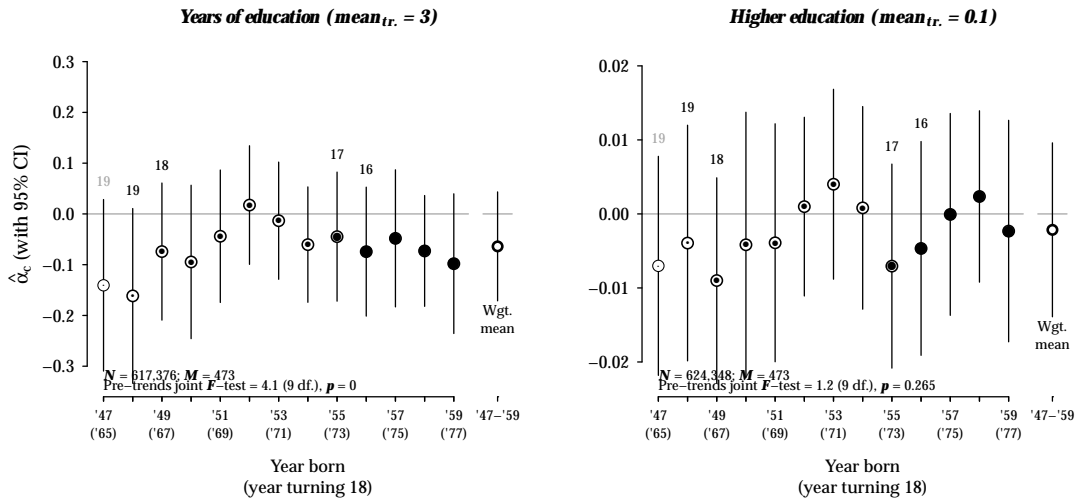 Years of education (mean tr. = 3)
0.3
0.2
0.1
0.0
−0.1
−0.2
−0.3
α̂c (with 95% CI)
19
19
18
17
16
Wgt.
mean
N = 617,376; M = 473
Pre−trends joint F−test = 4.1 (9 df.), p = 0
'47 '49 '51 '53 '55 '57 '59 '47−'59
('65) ('67) ('69) ('71) ('73) ('75) ('77)
Year born
(year turning 18)
Higher education (mean tr. = 0.1)
0.02
0.01
0.00
−0.01
−0.02
19
19
18
17
16
Wgt.
mean
N = 624,348; M = 473
Pre−trends joint F−test = 1.2 (9 df.), p = 0.265
'47 '49 '51 '53 '55 '57 '59 '47−'59
('65) ('67) ('69) ('71) ('73) ('75) ('77)
Year born
(year turning 18)